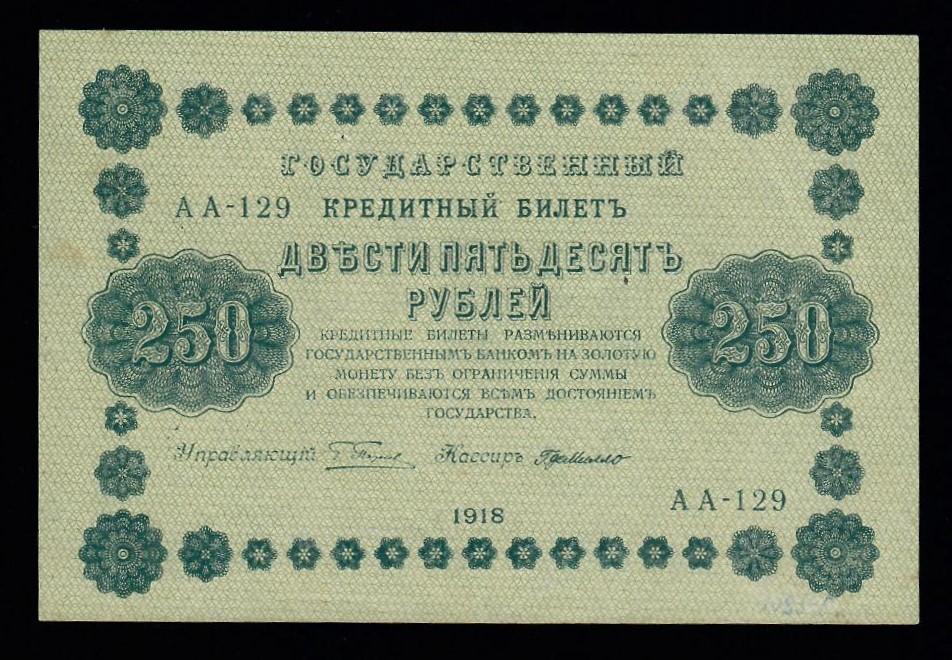 ГОСУДАРСТВЕННЫЙ
АА-129 КРЕДИТНЫЙ БИЛЕТЪ
ДВѢСТИ ПЯТЬДЕСЯТЪ
РУБЛЕЙ
250
250
КРЕДИТНЫЕ БИЛЕТЫ РАЗМѢНИВАЮТСЯ
ГОСУДАРСТВЕННЫМЪ БАНКОМЪ НА ЗОЛОТУЮ
МОНЕТУ БЕЗЪ ОГРАНИЧЕНІЯ СУММЫ
И ОБЕЗПЕЧИВАЮТСЯ ВСѢМЪ ДОСТОЯНІЕМЪ
ГОСУДАРСТВА.
Управляющій Кассиръ
АА-129
1918